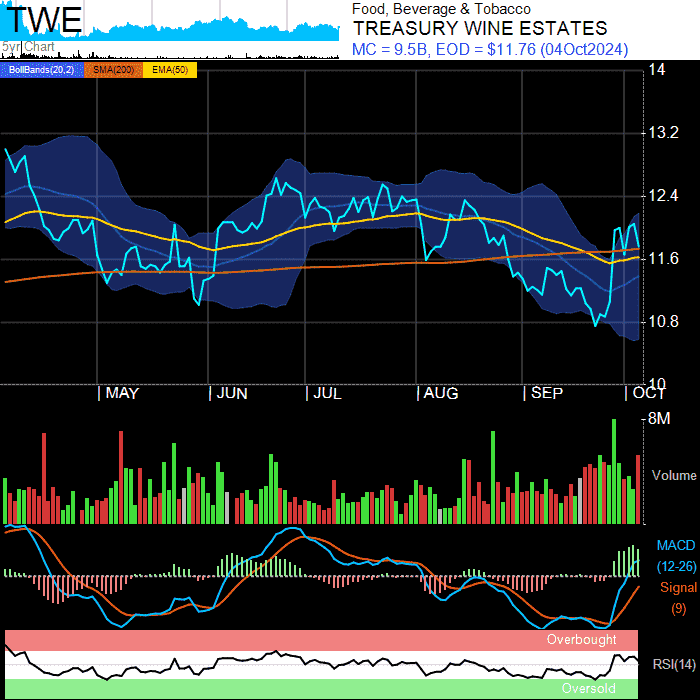 TWE
5yr Chart
Food, Beverage & Tobacco
TREASURY WINE ESTATES
MC = 9.5B, EOD = $11.76 (04Oct2024)
BollBands(20,2) SMA(200) EMA(50)
14
13.2
12.4
11.6
10.8
10
MAY JUN JUL AUG SEP OCT
8M
Volume
MACD
(12-26)
Signal
(9)
Overbought
RSI(14)
Oversold